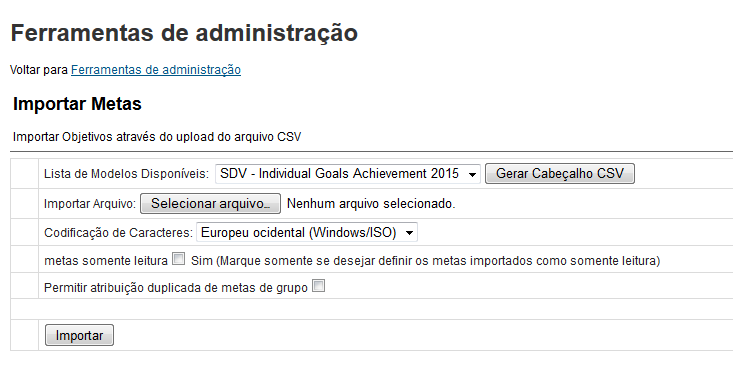 Ferramentas de administração
Voltar para Ferramentas de administração
Importar Metas
Importar Objetivos através do upload do arquivo CSV
Lista de Modelos Disponíveis: SDV - Individual Goals Achievement 2015 Gerar Cabeçalho CSV
Importar Arquivo: Selecionar arquivo... Nenhum arquivo selecionado.
Codificação de Caracteres: Europeu ocidental (Windows/ISO)
metas somente leitura Sim (Marque somente se desejar definir os metas importados como somente leitura)
Permitir atribuição duplicada de metas de grupo
Importar